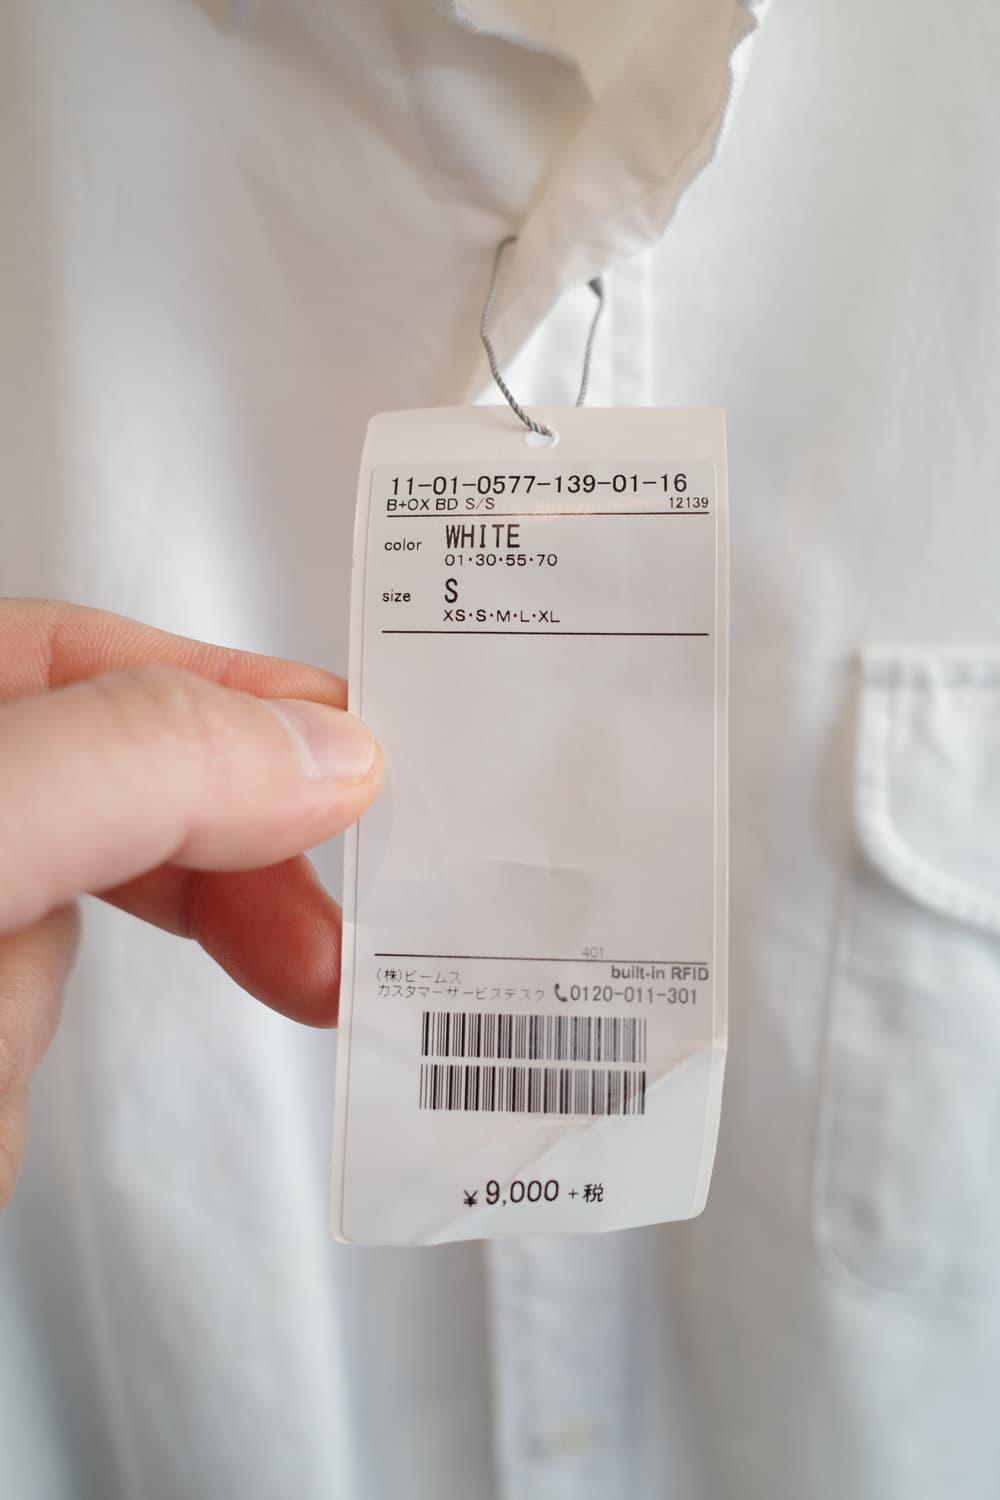 11-01-0577-139-01-16
B+OX BD S/S 12139
color WHITE
01・30・55・70
size S
XS・S・M・L・XL
401
built-in RFID
(株)ビームス
カスタマーサービスデスク 0120-011-301
¥9,000+税